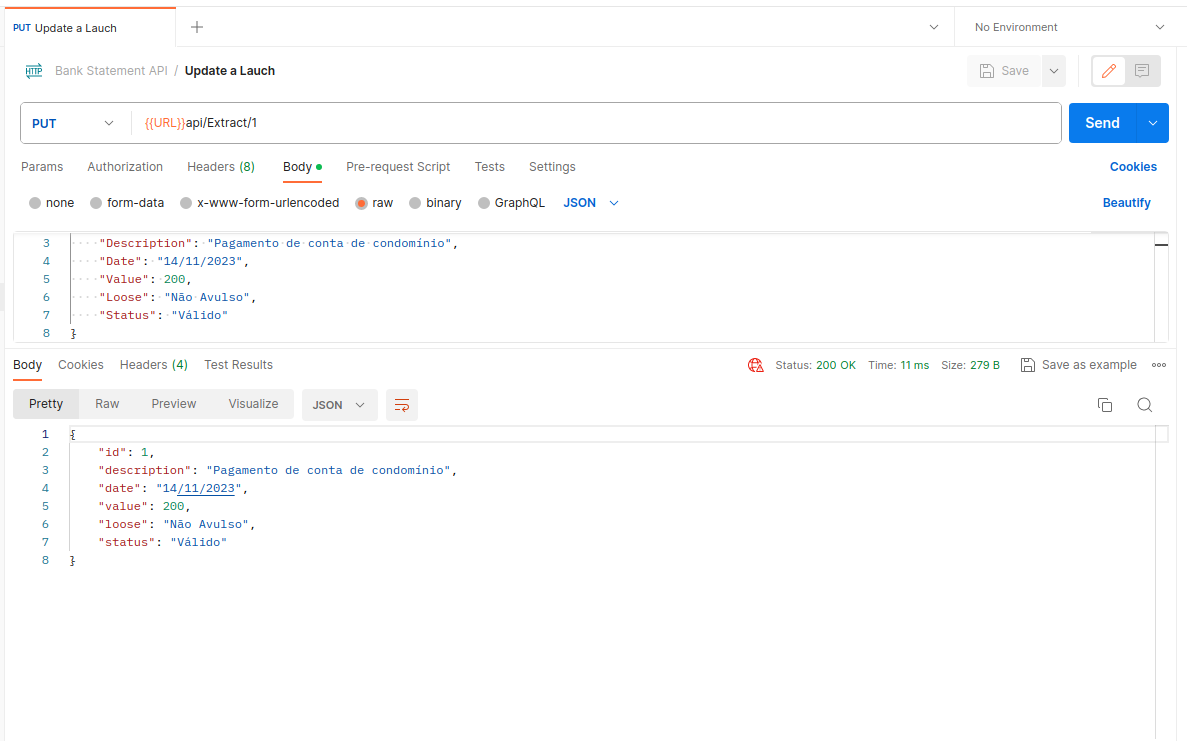 PUT Update a Lauch
No Environment
HTTP Bank Statement API / Update a Lauch Save
PUT {{URL}}api/Extract/1 Send
Params Authorization Headers (8) Body Pre-request Script Tests Settings Cookies
none form-data x-www-form-urlencoded raw binary GraphQL JSON Beautify
3 "Description": "Pagamento de conta de condomínio",
4 "Date": "14/11/2023",
5 "Value": 200,
6 "Loose": "Não Avulso",
7 "Status": "Válido"
8 }
Body Cookies Headers (4) Test Results Status: 200 OK Time: 11 ms Size: 279 B Save as example
Pretty Raw Preview Visualize JSON
1 {
2 "id": 1,
3 "description": "Pagamento de conta de condomínio",
4 "date": "14/11/2023",
5 "value": 200,
6 "loose": "Não Avulso",
7 "status": "Válido"
8 }